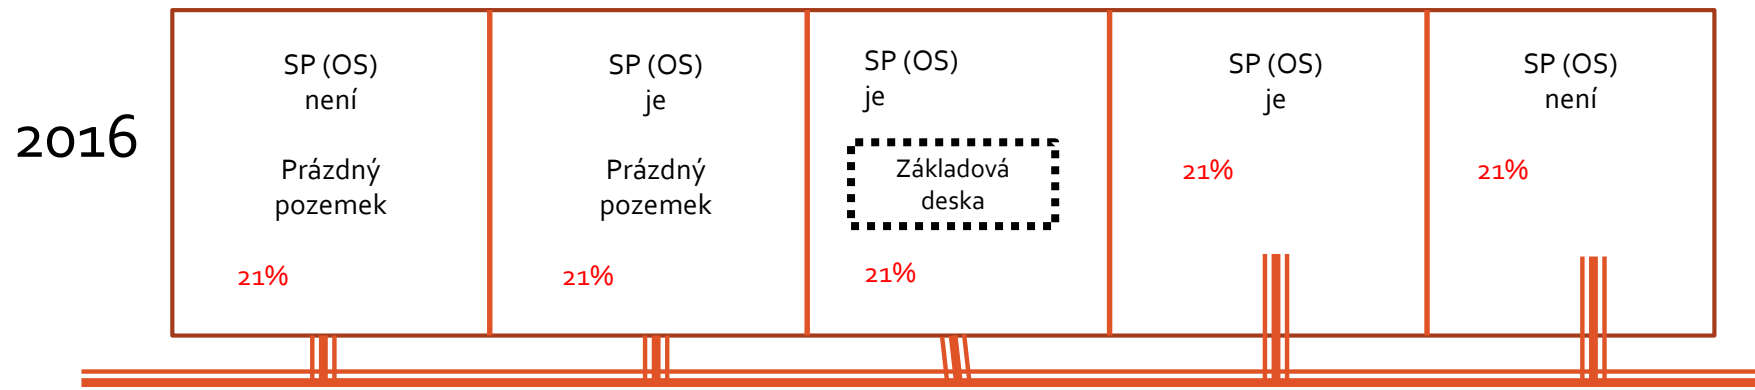 2016
SP (OS)
není
Prázdný
pozemek
21%
SP (OS)
je
Prázdný
pozemek
21%
SP (OS)
je
Základová
deska
21%
SP (OS)
je
21%
SP (OS)
není
21%